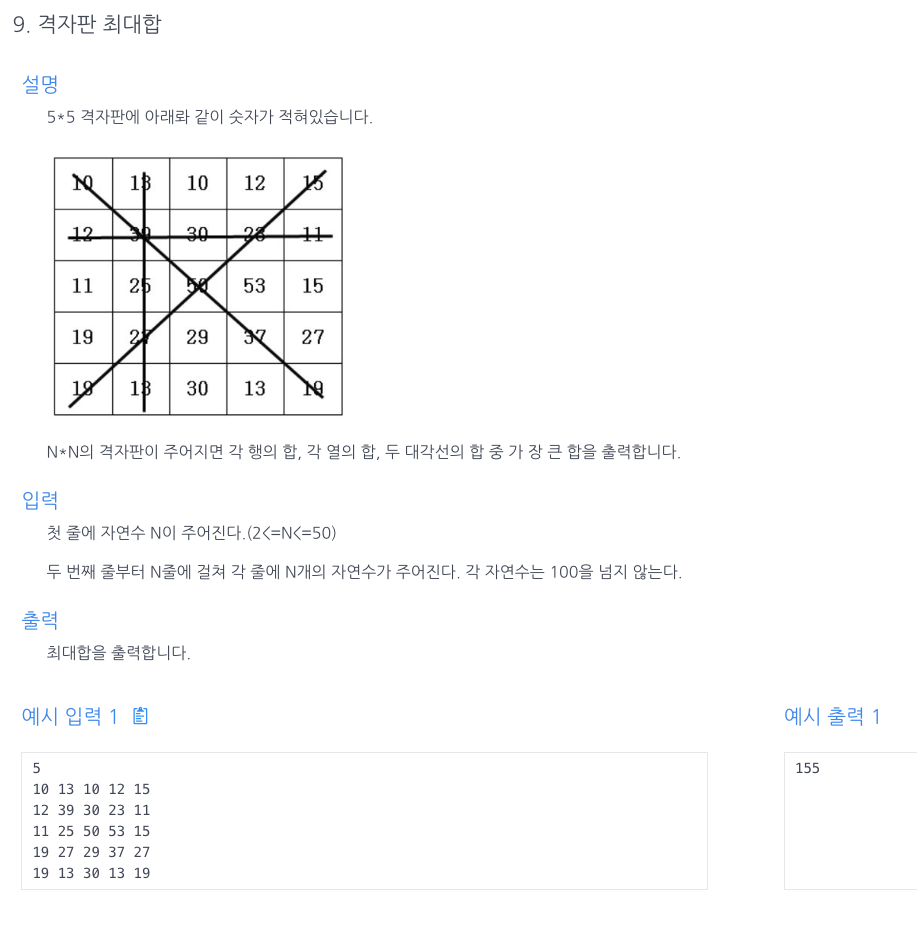 9. 격자판 최대합
설명
5*5 격자판에 아래롸 같이 숫자가 적혀있습니다.
10 13 10 12 15
12 39 30 23 11
11 25 50 53 15
19 27 29 37 27
19 13 30 13 19
N*N의 격자판이 주어지면 각 행의 합, 각 열의 합, 두 대각선의 합 중 가 장 큰 합을 출력합니다.
입력
첫 줄에 자연수 N이 주어진다.(2<=N<=50)
두 번째 줄부터 N줄에 걸쳐 각 줄에 N개의 자연수가 주어진다. 각 자연수는 100을 넘지 않는다.
출력
최대합을 출력합니다.
예시 입력 1
예시 출력 1
5
10 13 10 12 15
12 39 30 23 11
11 25 50 53 15
19 27 29 37 27
19 13 30 13 19
155